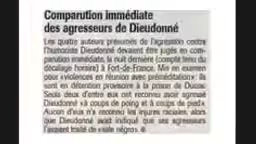 Comparution immédiate
des agresseurs de Dieudonné
Les quatre auteurs présumés de l'agression contre
l'humoriste Dieudonné devaient être jugés en com-
parution immédiate, la nuit dernière (compte tenu du
décalage horaire) à Fort-de-France. Mis en examen
pour «violences en réunion avec préméditation», ils
sont en détention provisoire à la prison de Ducos.
Seuls deux d'entre eux ont reconnu avoir agressé
Dieudonné «à coups de poing et à coups de pied».
Aucun d'eux n'a reconnu les injures raciales, alors
que Dieudonné avait indiqué que ses agresseurs
l'avaient traité de «sale nègre».